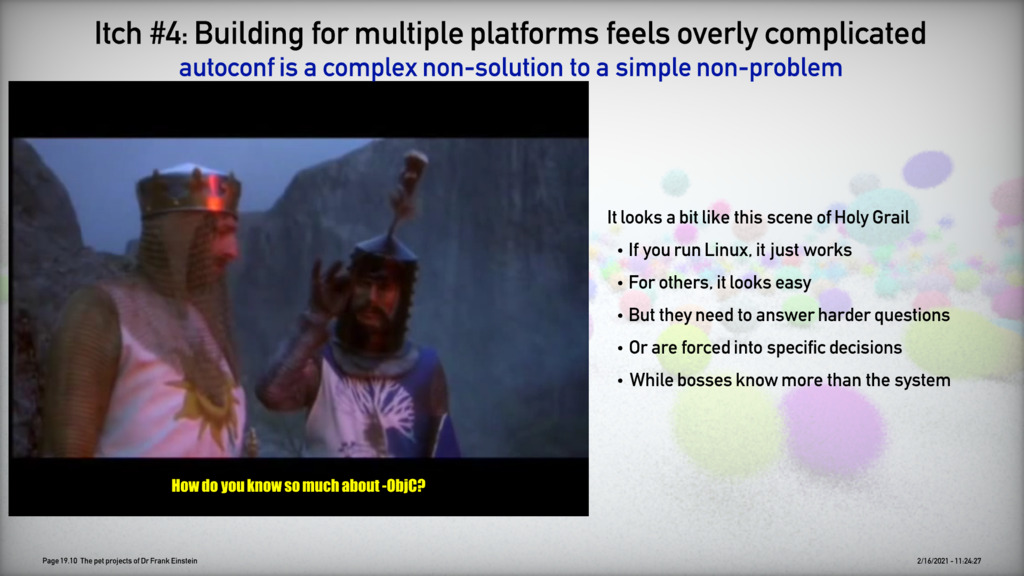 Itch #4: Building for multiple platforms feels overly complicated
autoconf is a complex non-solution to a simple non-problem
It looks a bit like this scene of Holy Grail
• If you run Linux, it just works
• For others, it looks easy
• But they need to answer harder questions
• Or are forced into specific decisions
• While bosses know more than the system
How do you know so much about -ObjC?
Page 19.10 The pet projects of Dr Frank Einstein
2/16/2021 - 11:24:27